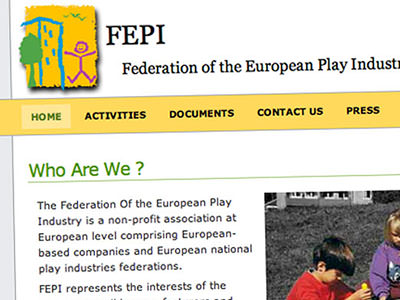 FEPI
Federation of the European Play Industr
HOME ACTIVITIES DOCUMENTS CONTACT US PRESS
Who Are We ?
The Federation Of the European Play
Industry is a non-profit association at
European level comprising European-
based companies and European national
play industries federations.
FEPI represents the interests of the